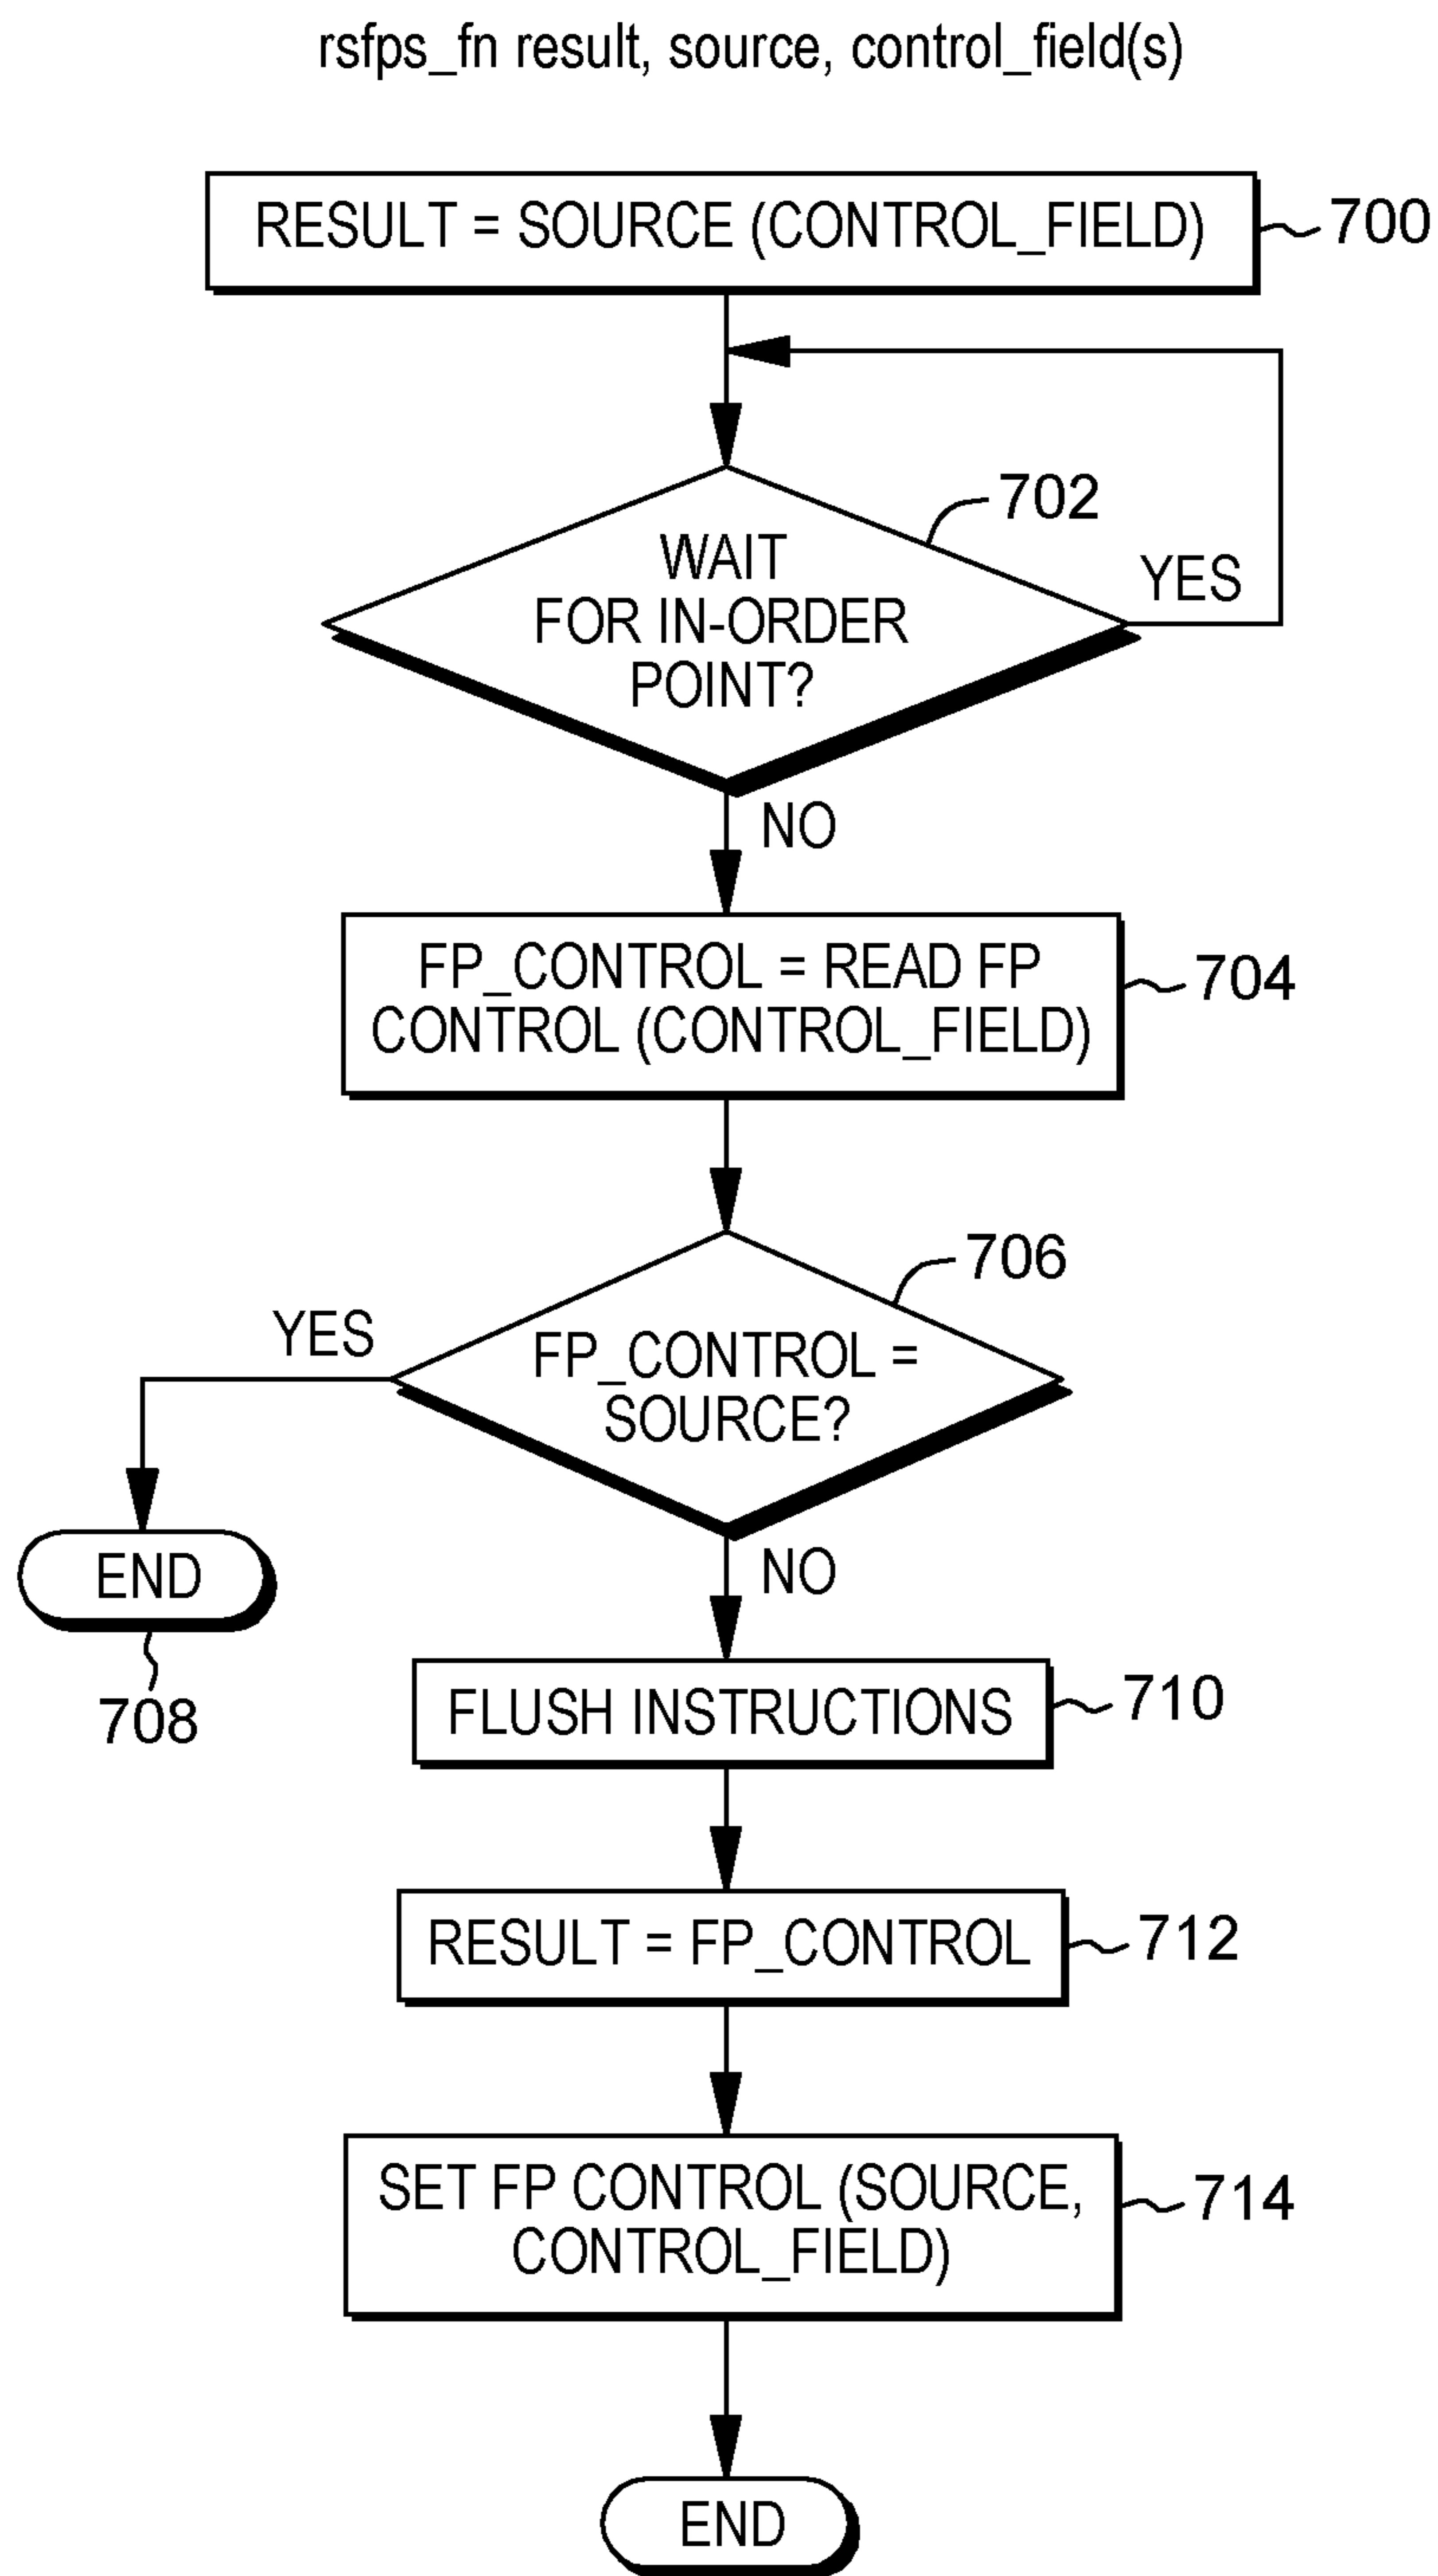 rsfps_fn result, source, control_field(s)
RESULT = SOURCE (CONTROL_FIELD)
700
702
WAIT
FOR IN-ORDER
POINT?
YES
NO
FP_CONTROL = READ FP
CONTROL (CONTROL_FIELD)
704
706
YES
FP_CONTROL =
SOURCE?
END
NO
708
FLUSH INSTRUCTIONS
710
RESULT = FP_CONTROL
712
SET FP CONTROL (SOURCE,
CONTROL_FIELD)
714
END